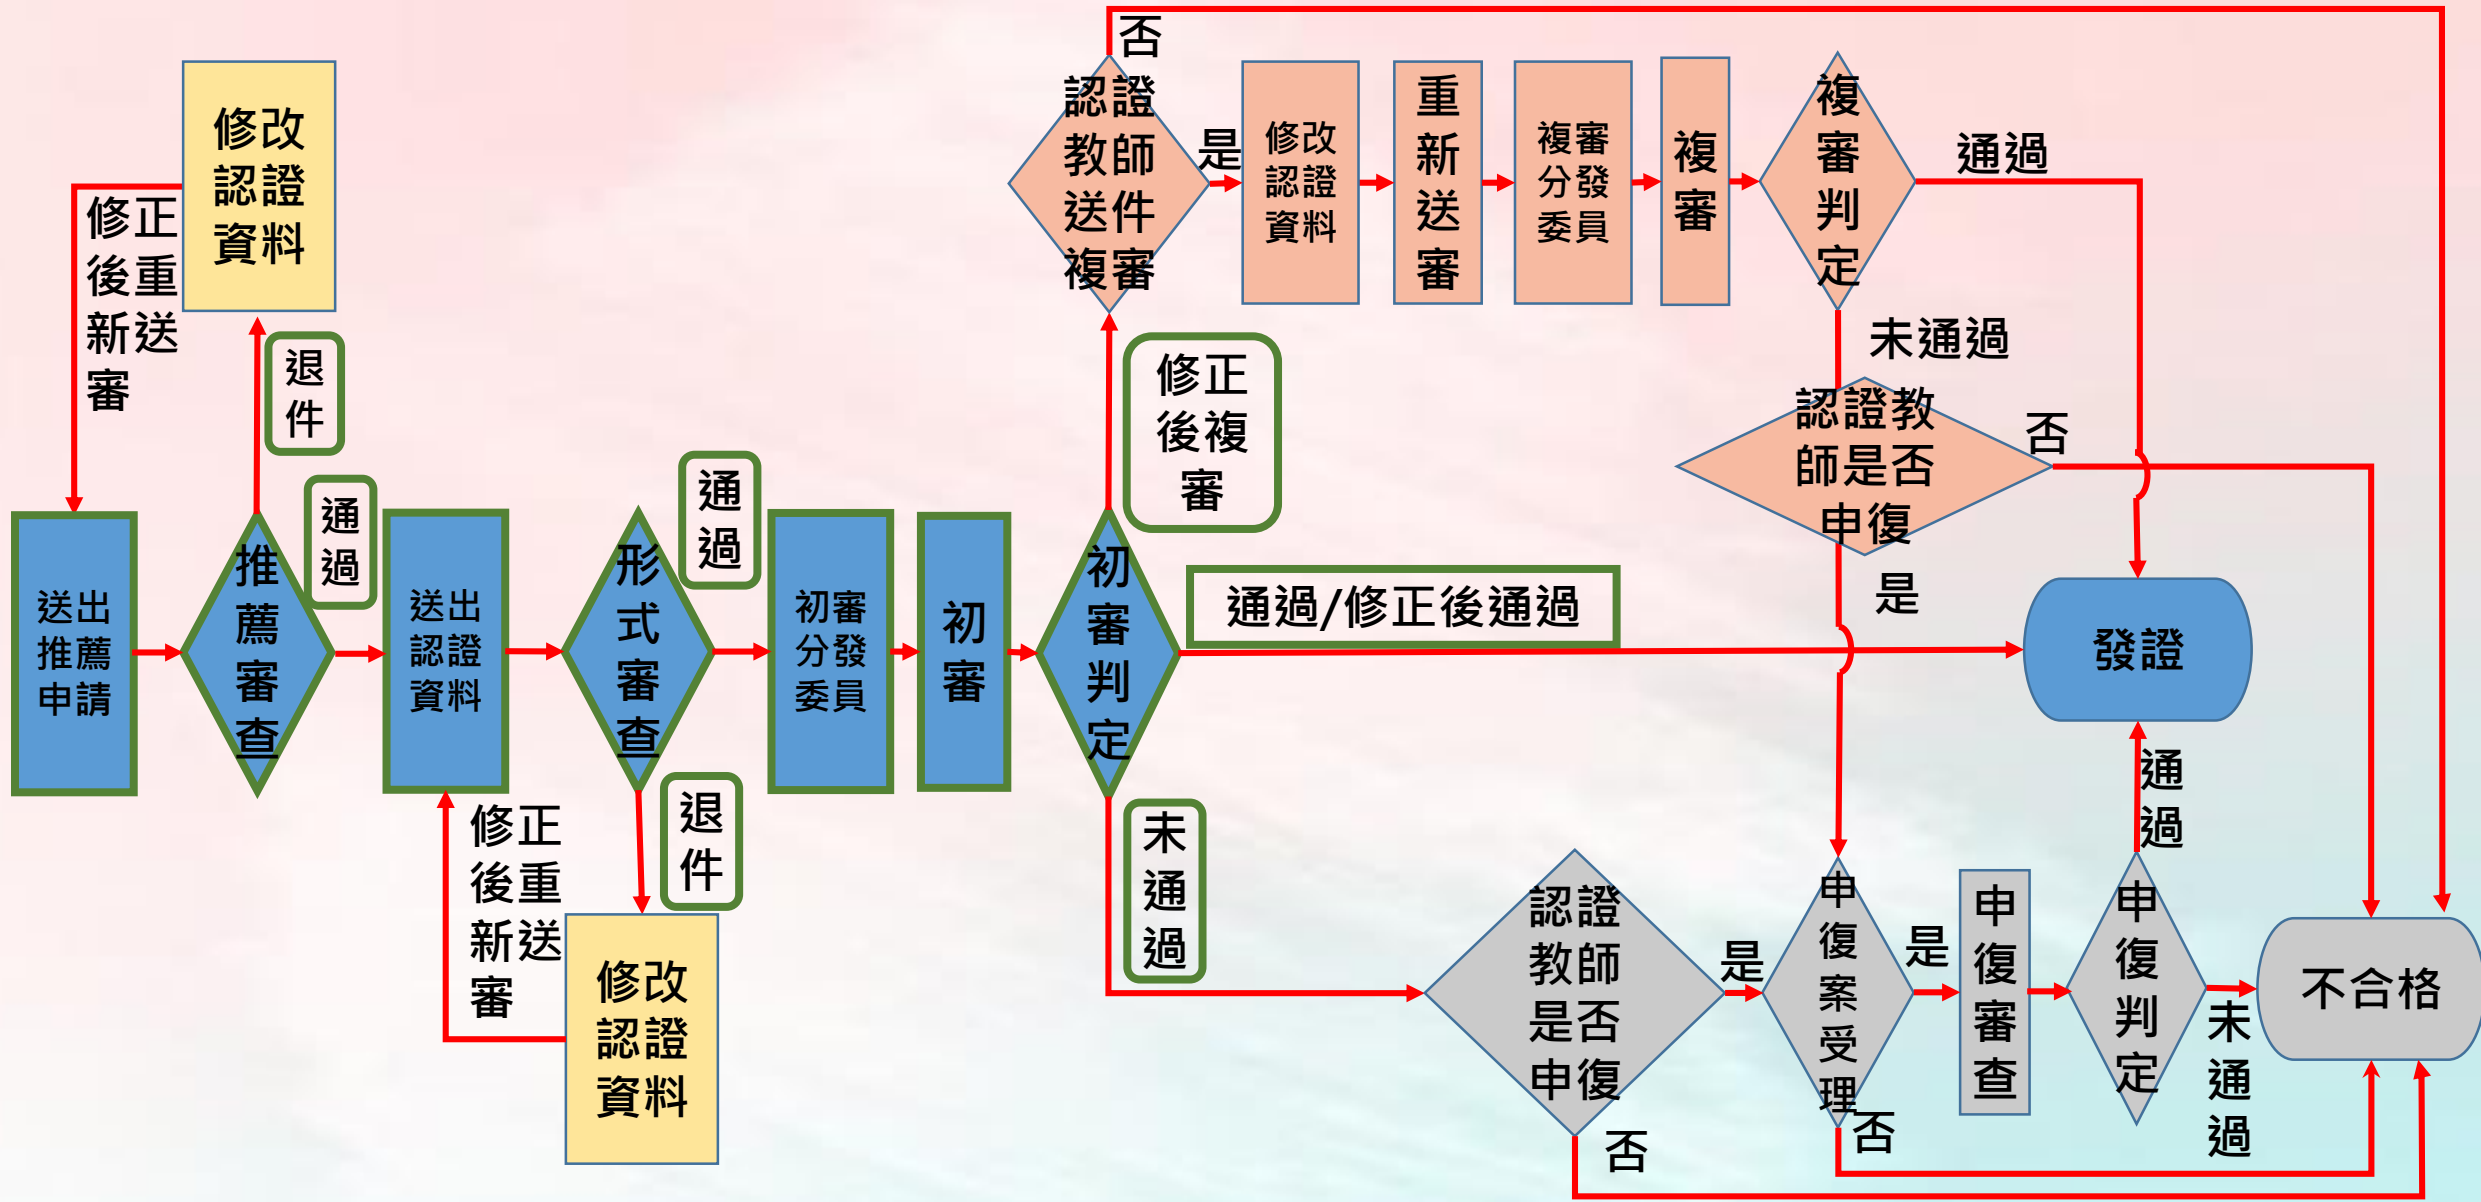 修改
認證
資料
修正
後重
新送
審
退
件
通
過
送出
推薦
申請
推
薦
審
查
送出
認證
資料
形
式
審
查
通
過
退
件
修正
後重
新送
審
修改
認證
資料
初審
分發
委員
初
審
初
審
判
定
修正
後複
審
通過/修正後通過
未
通
過
否
認證
教師
送件
複審
是
修改
認證
資料
重
新
送
審
複審
分發
委員
複
審
複
審
判
定
通過
未通過
認證教
師是否
申復
否
是
發證
認證
教師
是否
申復
是
否
申
復
案
受
理
是
否
申
復
審
查
申
復
判
定
通
過
未
通
過
不合格